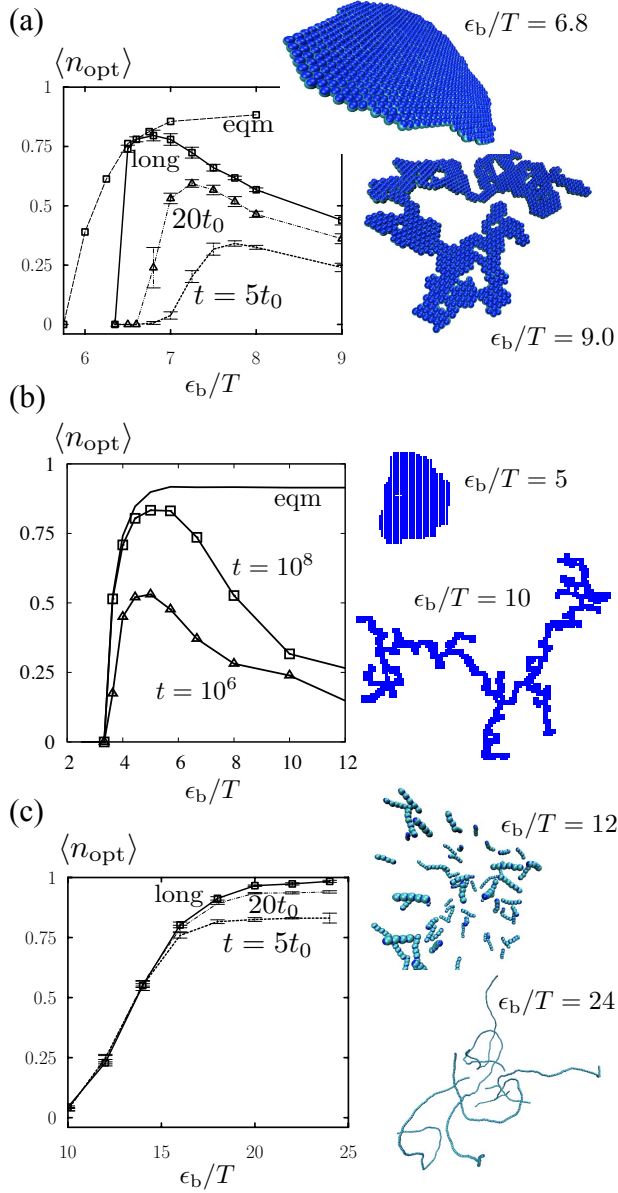 (a)
⟨n_opt⟩
ϵ_b/T = 6.8
1
0.75
0.5
0.25
0
eqm
long
20t_0
t = 5t_0
6
7
8
9
ϵ_b/T
ϵ_b/T = 9.0
(b)
⟨n_opt⟩
1
0.75
0.5
0.25
0
eqm
t = 10^8
t = 10^6
2
4
6
8
10
12
ϵ_b/T
ϵ_b/T = 5
ϵ_b/T = 10
(c)
⟨n_opt⟩
1
0.75
0.5
0.25
0
long
20t_0
t = 5t_0
10
15
20
25
ϵ_b/T
ϵ_b/T = 12
ϵ_b/T = 24